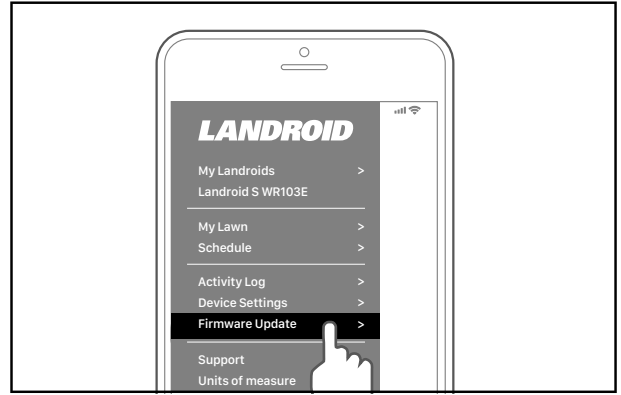 LANDROID
My Landroids >
Landroid S WR103E
My Lawn >
Schedule >
Activity Log >
Device Settings >
Firmware Update >
Support
Units of measure